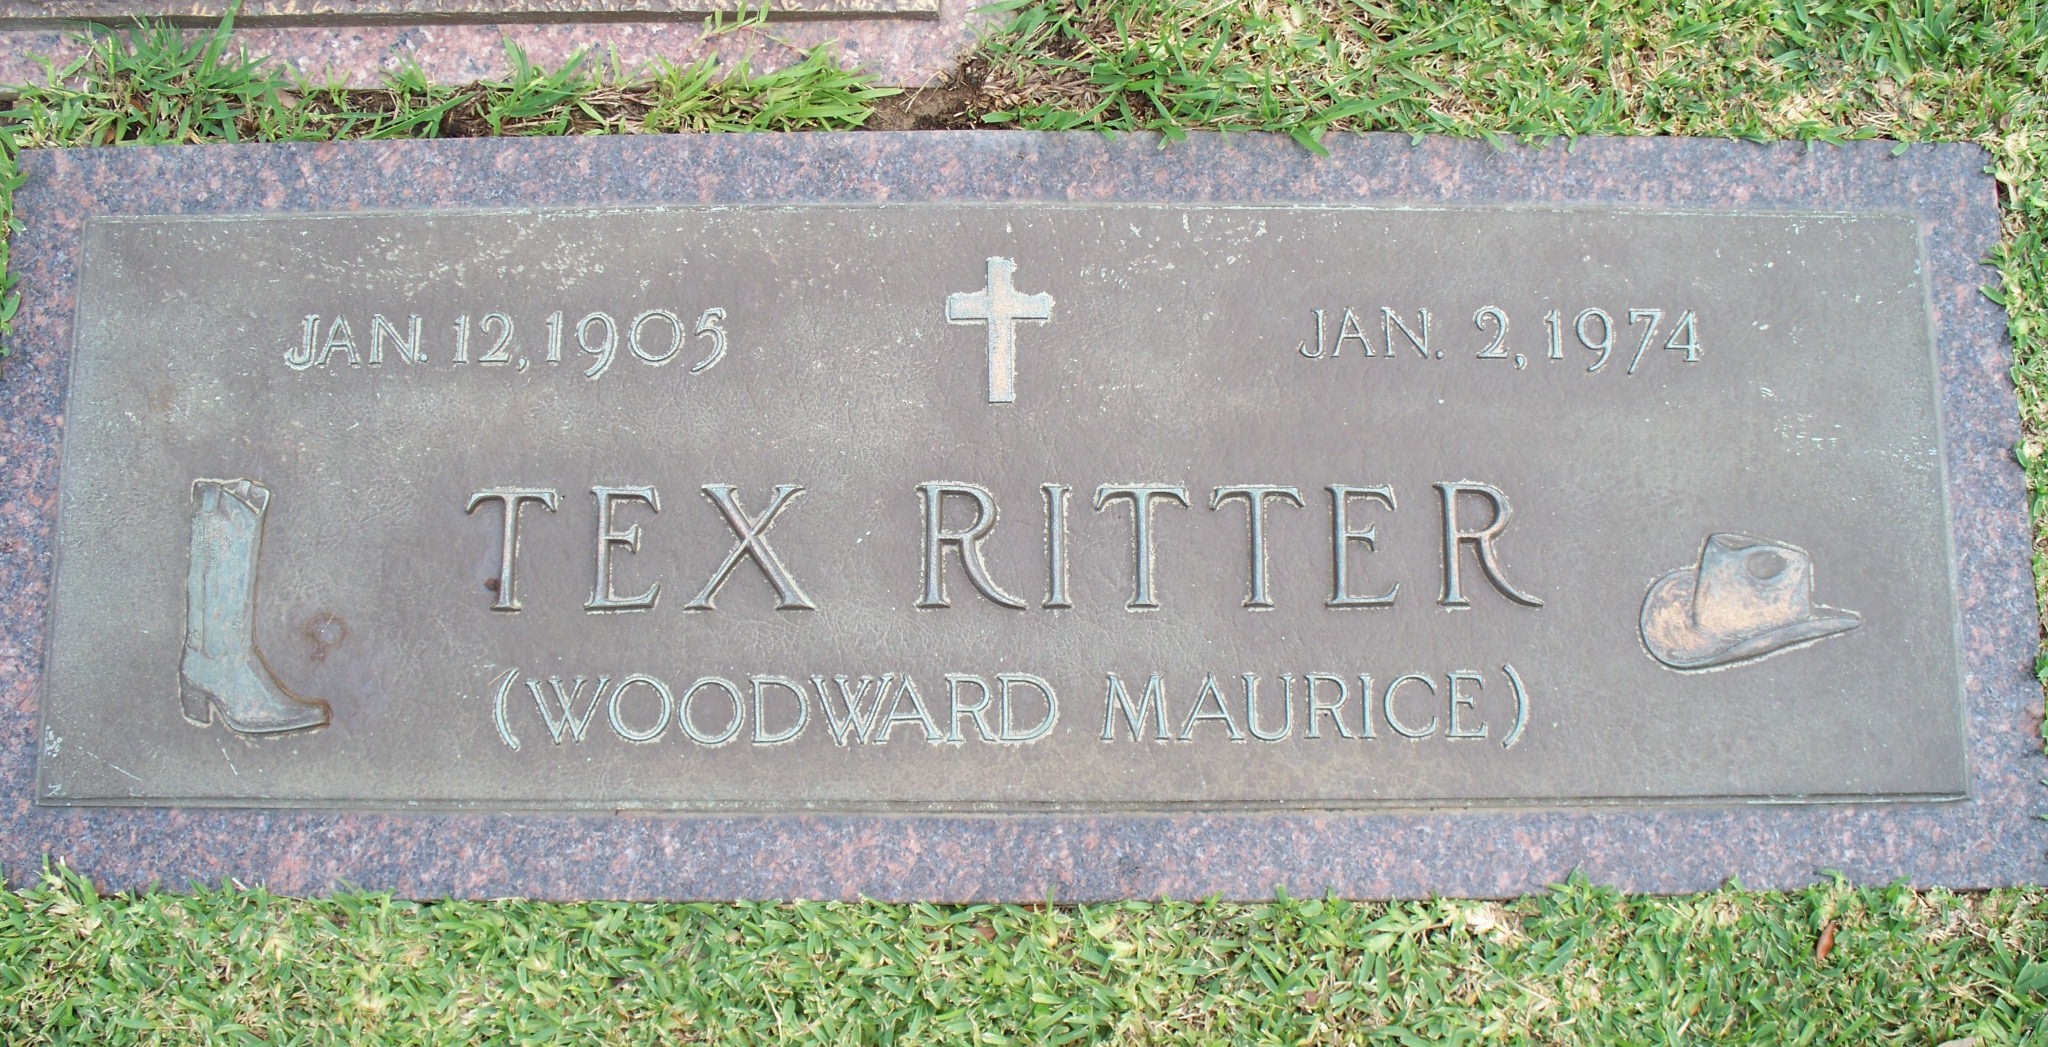 JAN. 12, 1905 JAN. 2, 1974
TEX RITTER
(WOODWARD MAURICE)